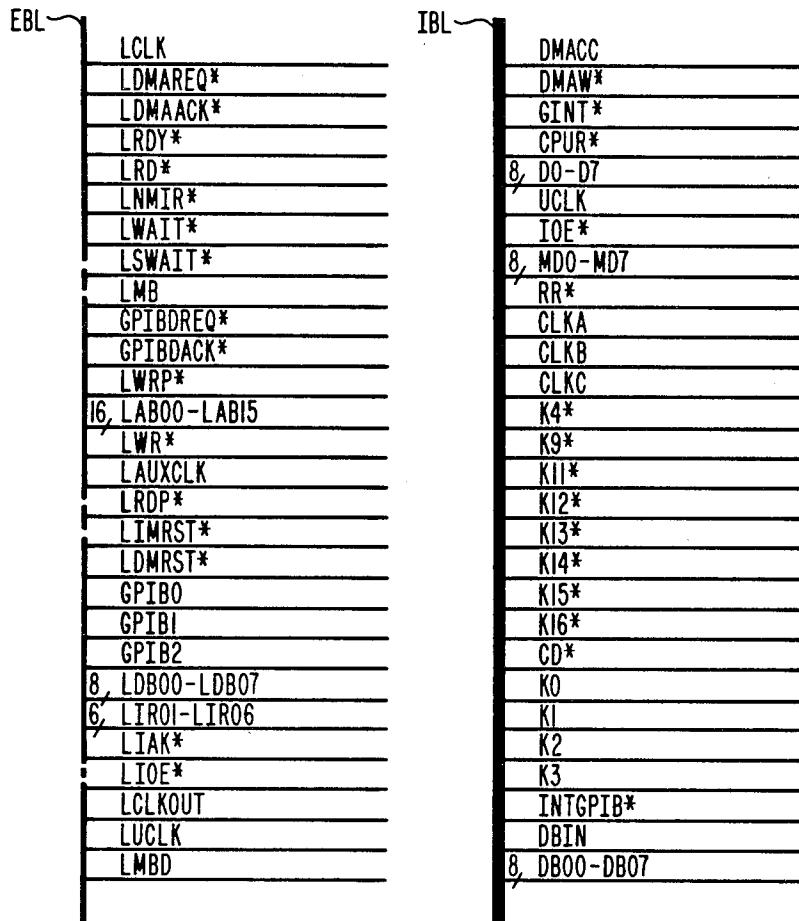 EBL
LCLK
LDMAREQ*
LDMAACK*
LRDY*
LRD*
LNMIR*
LWAIT*
LSWAIT*
LMB
GPIBDREQ*
GPIBDACK*
LWRP*
16, LAB00-LAB15
LWR*
LAUXCLK
LRDP*
LIMRST*
LDMRST*
GPIB0
GPIB1
GPIB2
8, LDB00-LDB07
6, LIR01-LIR06
LIAK*
LIOE*
LCLKOUT
LUCLK
LMBD
IBL
DMACC
DMAW*
GINT*
CPUR*
8, D0-D7
UCLK
IOE*
8, MD0-MD7
RR*
CLKA
CLKB
CLKC
K4*
K9*
K11*
K12*
K13*
K14*
K15*
K16*
CD*
K0
K1
K2
K3
INTGPIB*
DBIN
8, DB00-DB07